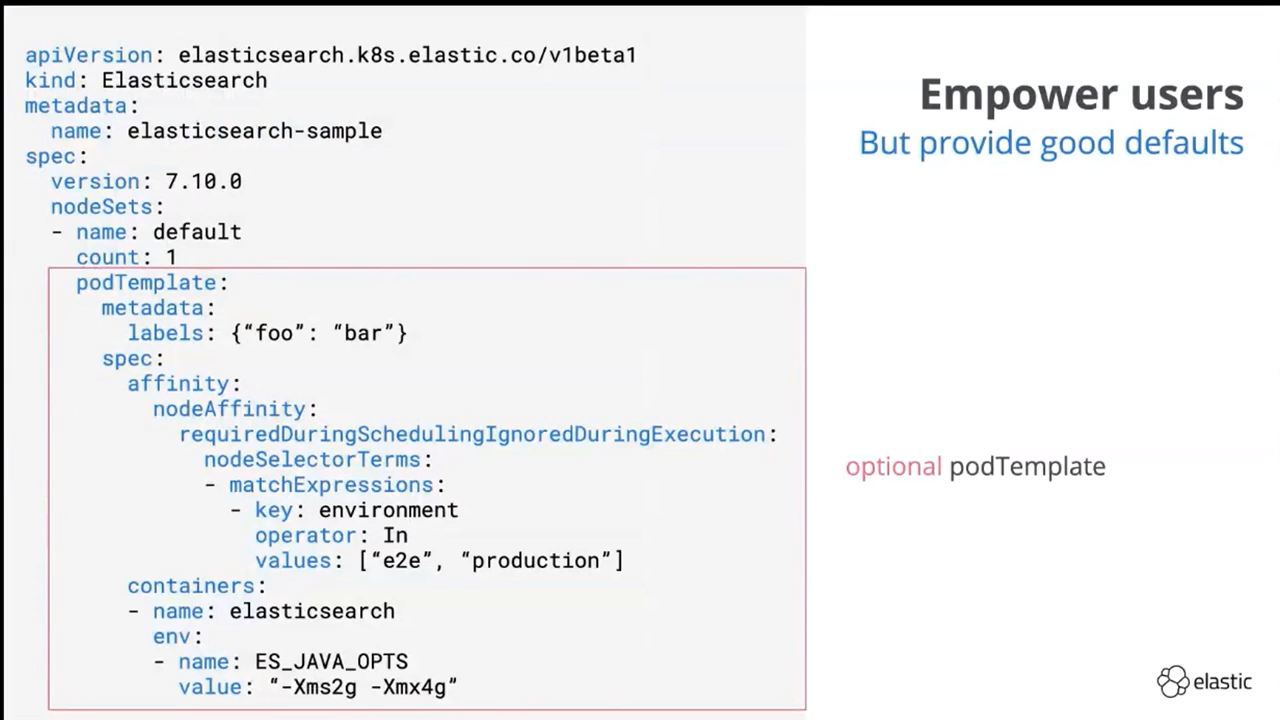 apiVersion: elasticsearch.k8s.elastic.co/v1beta1
kind: Elasticsearch
metadata:
  name: elasticsearch-sample
spec:
  version: 7.10.0
  nodeSets:
  - name: default
    count: 1
    podTemplate:
      metadata:
        labels: {“foo”: “bar”}
      spec:
        affinity:
          nodeAffinity:
            requiredDuringSchedulingIgnoredDuringExecution:
              nodeSelectorTerms:
              - matchExpressions:
                - key: environment
                  operator: In
                  values: [“e2e”, “production”]
        containers:
        - name: elasticsearch
          env:
          - name: ES_JAVA_OPTS
            value: “-Xms2g -Xmx4g”
Empower users
But provide good defaults
optional podTemplate
elastic